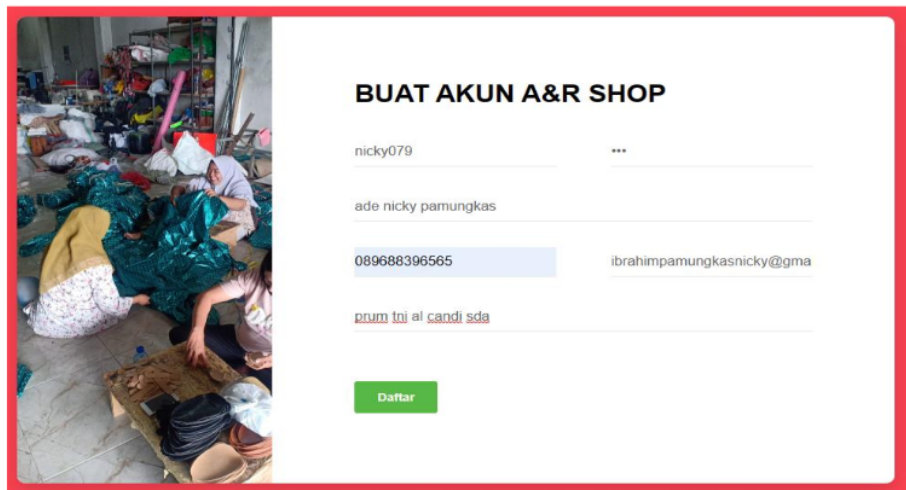 BUAT AKUN A&R SHOP
nicky079 •••
ade nicky pamungkas
089688396565 ibrahimpamungkasnicky@gma
prum tni al candi sda
Daftar